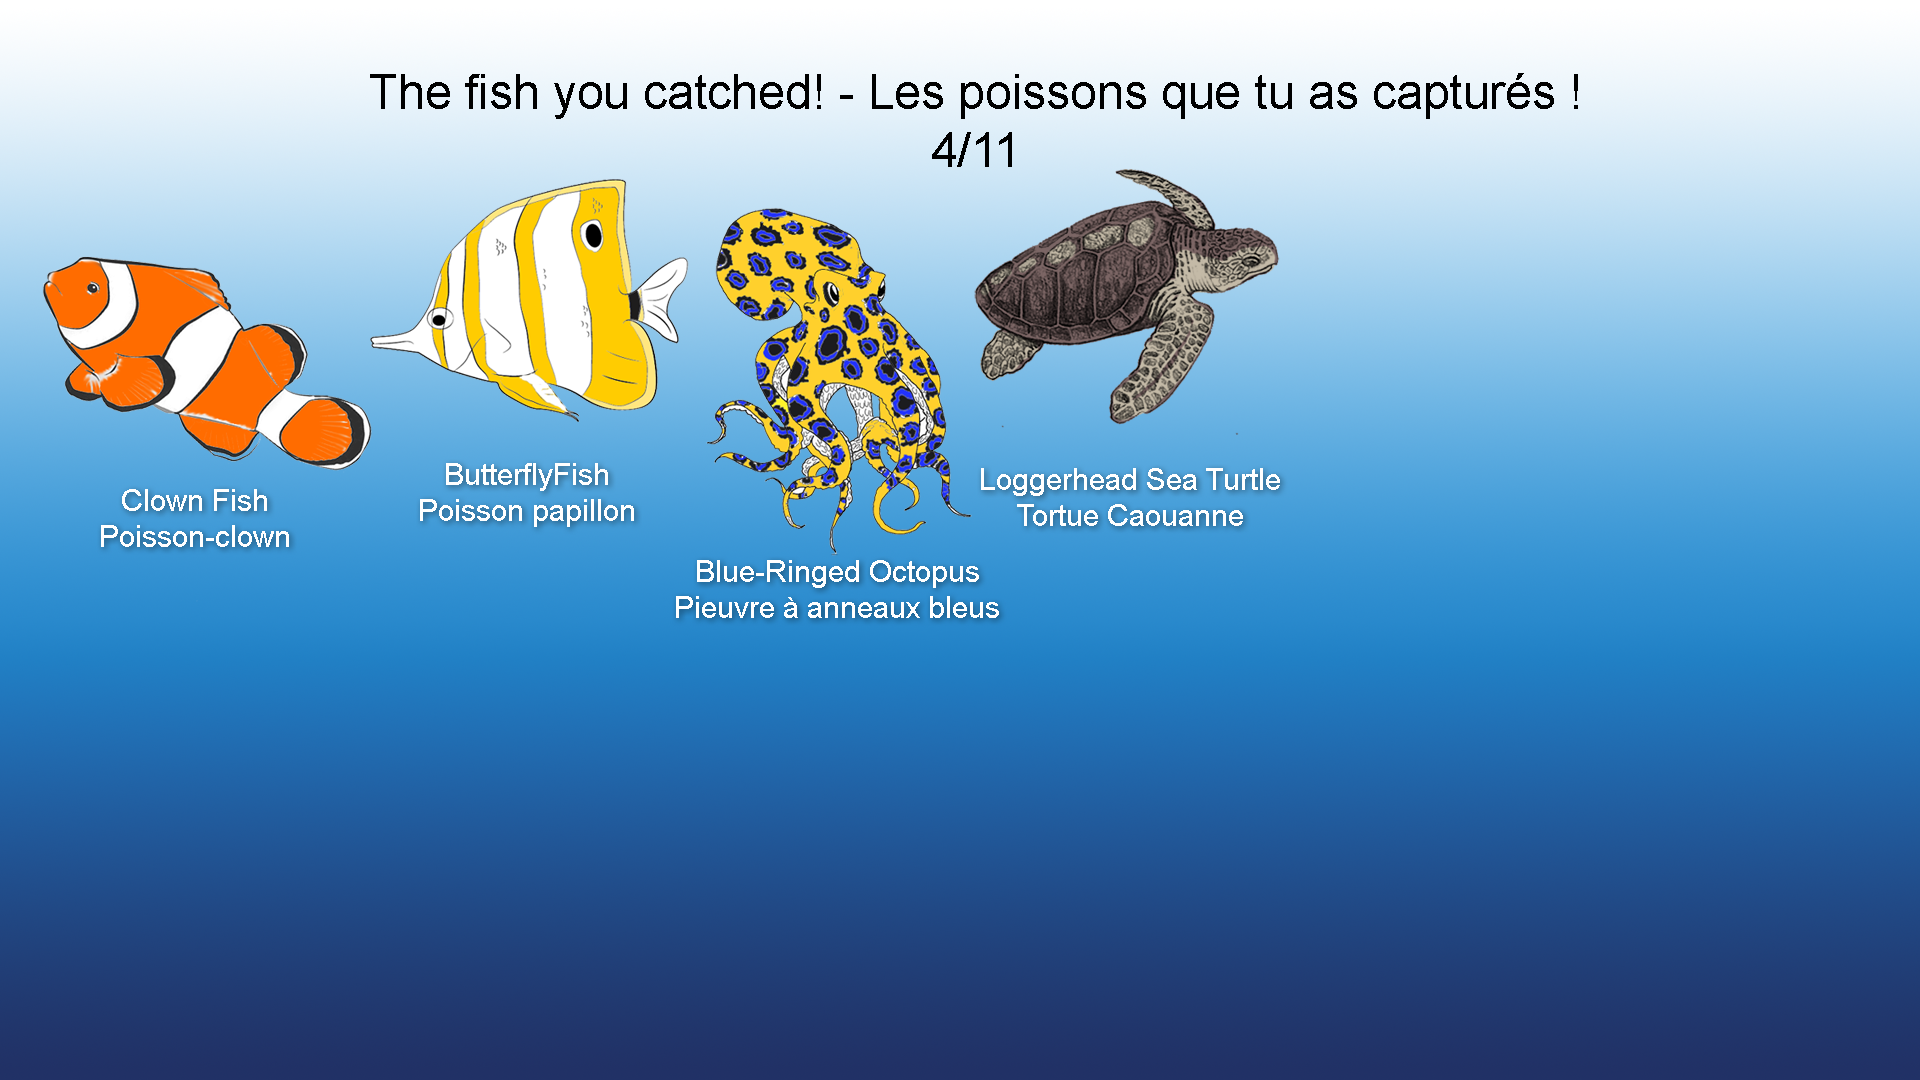 The fish you catched! - Les poissons que tu as capturés !
4/11
Clown Fish
Poisson-clown
ButterflyFish
Poisson papillon
Blue-Ringed Octopus
Pieuvre à anneaux bleus
Loggerhead Sea Turtle
Tortue Caouanne